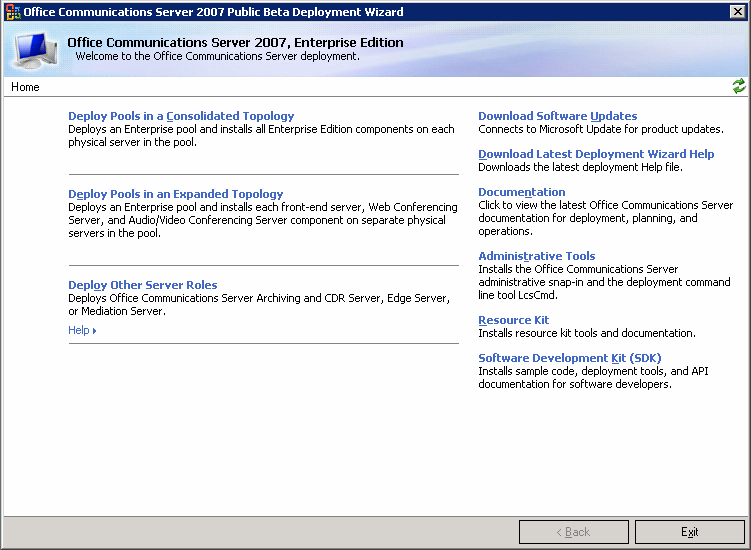 Office Communications Server 2007 Public Beta Deployment Wizard
Office Communications Server 2007, Enterprise Edition
Welcome to the Office Communications Server deployment.
Home
Deploy Pools in a Consolidated Topology
Deploys an Enterprise pool and installs all Enterprise Edition components on each
physical server in the pool.
Deploy Pools in an Expanded Topology
Deploys an Enterprise pool and installs each front-end server, Web Conferencing
Server, and Audio/Video Conferencing Server component on separate physical
servers in the pool.
Deploy Other Server Roles
Deploys Office Communications Server Archiving and CDR Server, Edge Server,
or Mediation Server.
Help
Download Software Updates
Connects to Microsoft Update for product updates.
Download Latest Deployment Wizard Help
Downloads the latest deployment Help file.
Documentation
Click to view the latest Office Communications Server
documentation for deployment, planning, and
operations.
Administrative Tools
Installs the Office Communications Server
administrative snap-in and the deployment command
line tool LcsCmd.
Resource Kit
Installs resource kit tools and documentation.
Software Development Kit (SDK)
Installs sample code, deployment tools, and API
documentation for software developers.
< Back
Exit